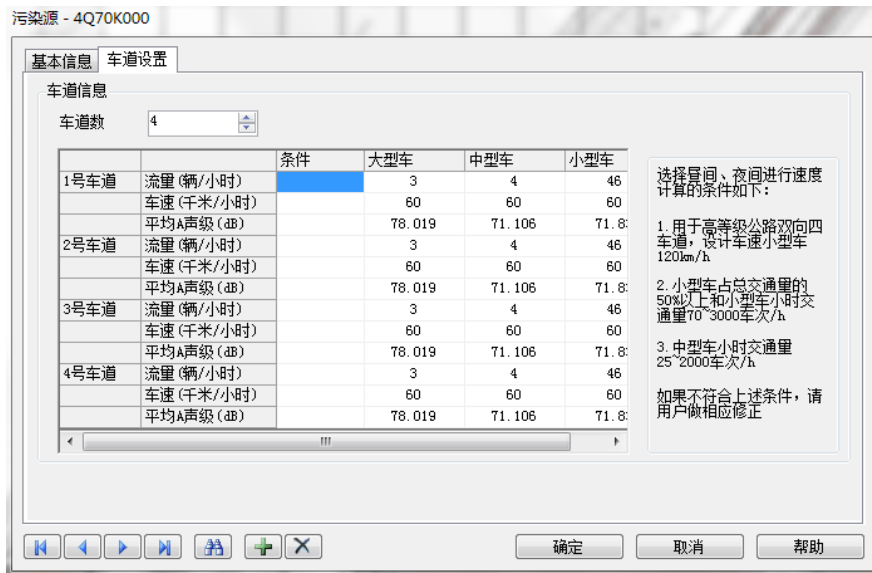 污染源 - 4Q70K000
基本信息 车道设置
车道信息
车道数 4
条件 大型车 中型车 小型车
1号车道 流量(辆/小时) 3 4 46
车速(千米/小时) 60 60 60
平均A声级(dB) 78.019 71.106 71.8
2号车道 流量(辆/小时) 3 4 46
车速(千米/小时) 60 60 60
平均A声级(dB) 78.019 71.106 71.8
3号车道 流量(辆/小时) 3 4 46
车速(千米/小时) 60 60 60
平均A声级(dB) 78.019 71.106 71.8
4号车道 流量(辆/小时) 3 4 46
车速(千米/小时) 60 60 60
平均A声级(dB) 78.019 71.106 71.8
选择昼间、夜间进行速度
计算的条件如下：
1.用于高等级公路双向四
车道，设计车速小型车
120km/h
2.小型车占总交通量的
50%以上和小型车小时交
通量70~3000车次/h
3.中型车小时交通量
25~2000车次/h
如果不符合上述条件，请
用户做相应修正
确定 取消 帮助